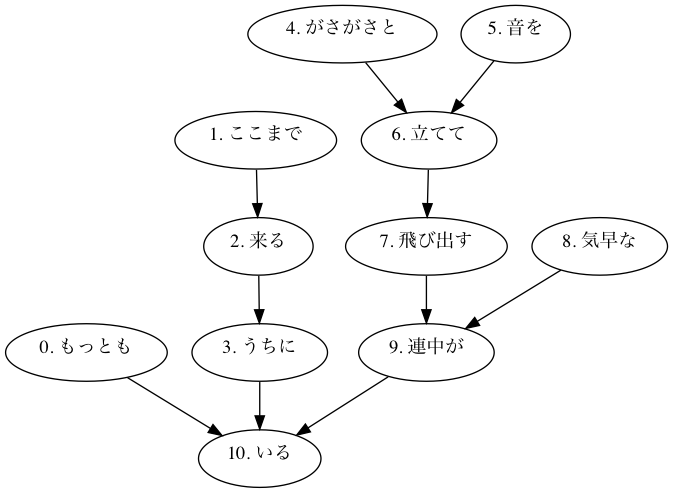 4. がさがさと
5. 音を
1. ここまで
6. 立てて
2. 来る
7. 飛び出す
8. 気早な
0. もっとも
3. うちに
9. 連中が
10. いる